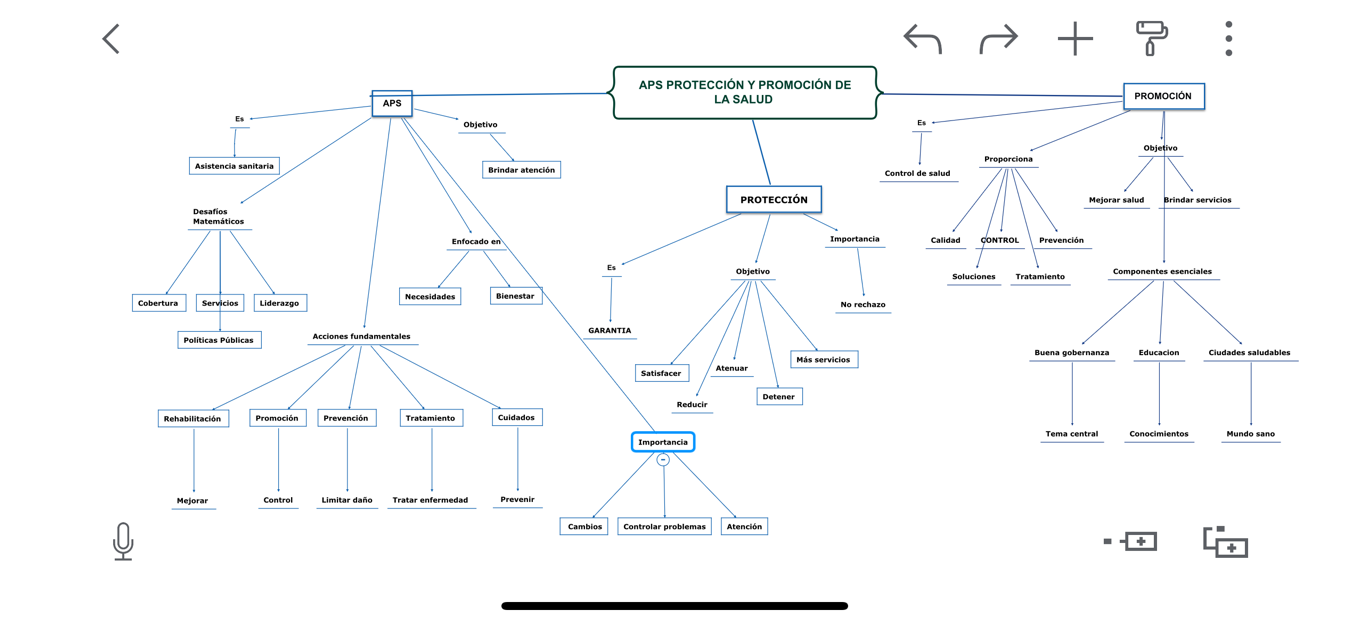 APS PROTECCIÓN Y PROMOCIÓN DE
LA SALUD
APS
Es
Asistencia sanitaria
Objetivo
Brindar atención
Desafíos
Matemáticos
Cobertura
Servicios
Liderazgo
Políticas Públicas
Enfocado en
Necesidades
Bienestar
Acciones fundamentales
Rehabilitación
Promoción
Prevención
Tratamiento
Cuidados
Mejorar
Control
Limitar daño
Tratar enfermedad
Prevenir
Importancia
Cambios
Controlar problemas
Atención
PROTECCIÓN
Es
GARANTIA
Objetivo
Satisfacer
Reducir
Atenuar
Detener
Más servicios
Importancia
No rechazo
PROMOCIÓN
Es
Control de salud
Proporciona
Calidad
CONTROL
Prevención
Soluciones
Tratamiento
Objetivo
Mejorar salud
Brindar servicios
Componentes esenciales
Buena gobernanza
Educacion
Ciudades saludables
Tema central
Conocimientos
Mundo sano